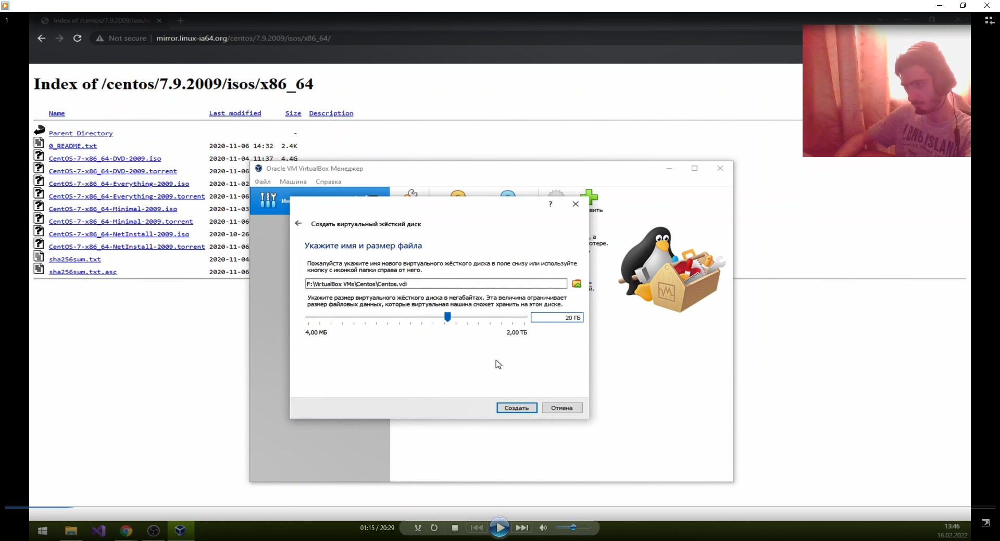 1
Index of /centos/7.9.2009/isos/x8
Not secure | mirror.linux-ia64.org/centos/7.9.2009/isos/x86_64/
Index of /centos/7.9.2009/isos/x86_64
Name Last modified Size Description
Parent Directory -
0_README.txt 2020-11-06 14:32 2.4K
CentOS-7-x86_64-DVD-2009.iso 2020-11-04 11:37 4.4G
CentOS-7-x86_64-DVD-2009.torrent 2020-11-06
CentOS-7-x86_64-Everything-2009.iso 2020-11-02
CentOS-7-x86_64-Everything-2009.torrent 2020-11-06
CentOS-7-x86_64-Minimal-2009.iso 2020-11-03
CentOS-7-x86_64-Minimal-2009.torrent 2020-11-06
CentOS-7-x86_64-NetInstall-2009.iso 2020-10-26
CentOS-7-x86_64-NetInstall-2009.torrent 2020-11-06
sha256sum.txt 2020-11-04
sha256sum.txt.asc 2020-11-06
Oracle VM VirtualBox Менеджер
Файл Машина Справка
Ин
вить
, а
отере.
й.
?
Создать виртуальный жёсткий диск
Укажите имя и размер файла
Пожалуйста укажите имя нового виртуального жёсткого диска в поле снизу или используйте
кнопку с иконкой папки справа от него.
F:\VirtualBox VMs\Centos\Centos.vdi
Укажите размер виртуального жёсткого диска в мегабайтах. Эта величина ограничивает
размер файловых данных, которые виртуальная машина сможет хранить на этом диске.
20 ГБ
4,00 МБ 2,00 ТБ
Создать Отмена
ISLAND
01:15 / 20:29
13:46
16.02.2022